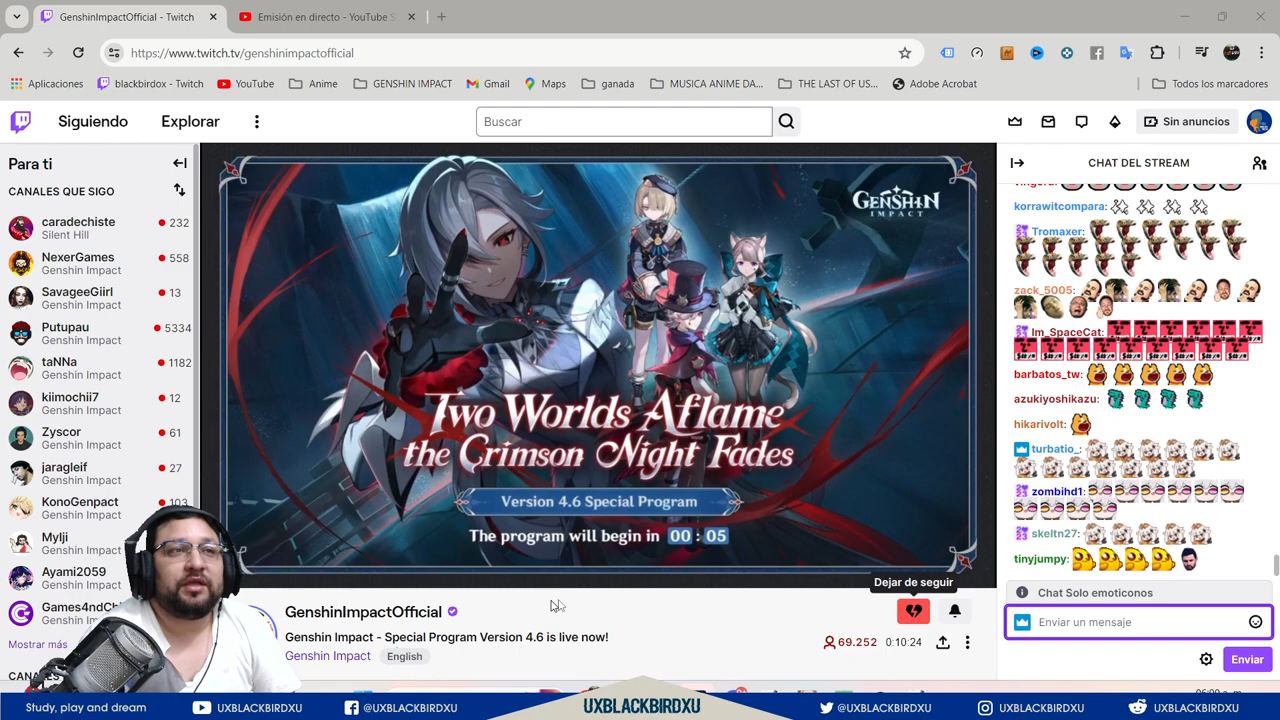 GenshinImpactOfficial - Twitch
Emisión en directo - YouTube S
https://www.twitch.tv/genshinimpactofficial
Aplicaciones
blackbirdox - Twitch
YouTube
Anime
GENSHIN IMPACT
Gmail
Maps
ganada
MUSICA ANIME DA...
THE LAST OF US...
Adobe Acrobat
Todos los marcadores
Siguiendo
Explorar
Buscar
Sin anuncios
Para ti
CANALES QUE SIGO
caradechiste 232
Silent Hill
NexerGames 558
Genshin Impact
SavageeGiirl 13
Genshin Impact
Putupau 5334
Genshin Impact
taNNa 1182
Genshin Impact
kiimochii7 12
Genshin Impact
Zyscor 61
Genshin Impact
jaragleif 27
Genshin Impact
KonoGenpact 103
Genshin Impact
Mylji
Genshin Impact
Ayami2059
Genshin Impact
Games4ndCh
Genshin Impact
Mostrar más
GENSHIN
IMPACT
Two Worlds Aflame
the Crimson Night Fades
Version 4.6 Special Program
The program will begin in 00 : 05
Dejar de seguir
GenshinImpactOfficial
Genshin Impact - Special Program Version 4.6 is live now!
Genshin Impact English
69.252 0:10:24
CHAT DEL STREAM
korrawitcompara:
Tromaxer:
zack_5005:
Im_SpaceCat:
barbatos_tw:
azukiyoshikazu:
hikarivolt:
turbatio_:
zombihd1:
skeltn27:
tinyjumpy:
Chat Solo emoticonos
Enviar un mensaje
Enviar
Study, play and dream
UXBLACKBIRDXU
@UXBLACKBIRDXU
UXBLACKBIRDXU
@UXBLACKBIRDXU
UXBLACKBIRDXU
UXBLACKBIRDXU